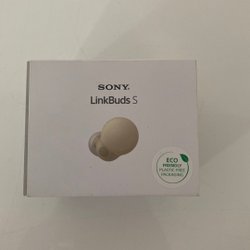 SONY
LinkBuds S
ECO
FRIENDLY
PLASTIC FREE
PACKAGING